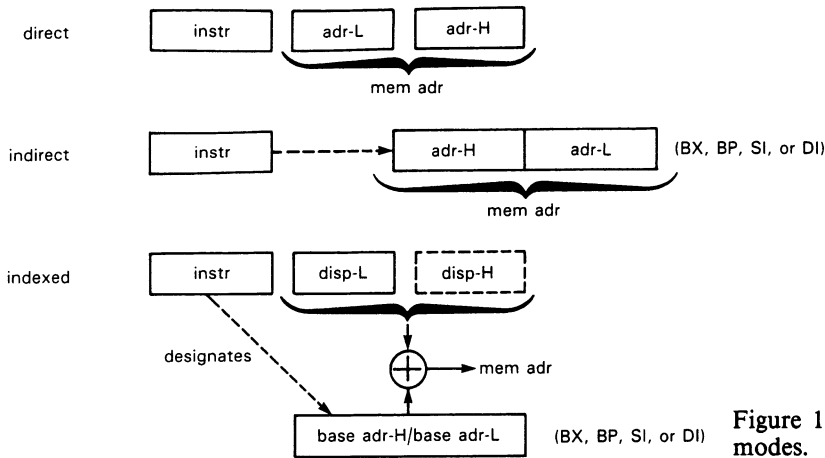 direct instr adr-L adr-H
mem adr
indirect instr adr-H adr-L (BX, BP, SI, or DI)
mem adr
indexed instr disp-L disp-H
designates
mem adr
base adr-H/base adr-L (BX, BP, SI, or DI)
Figure 1
modes.